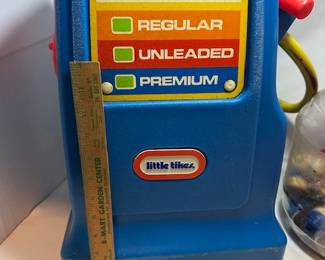 REGULAR
UNLEADED
PREMIUM
little tikes
B-MART GARDEN CENTER